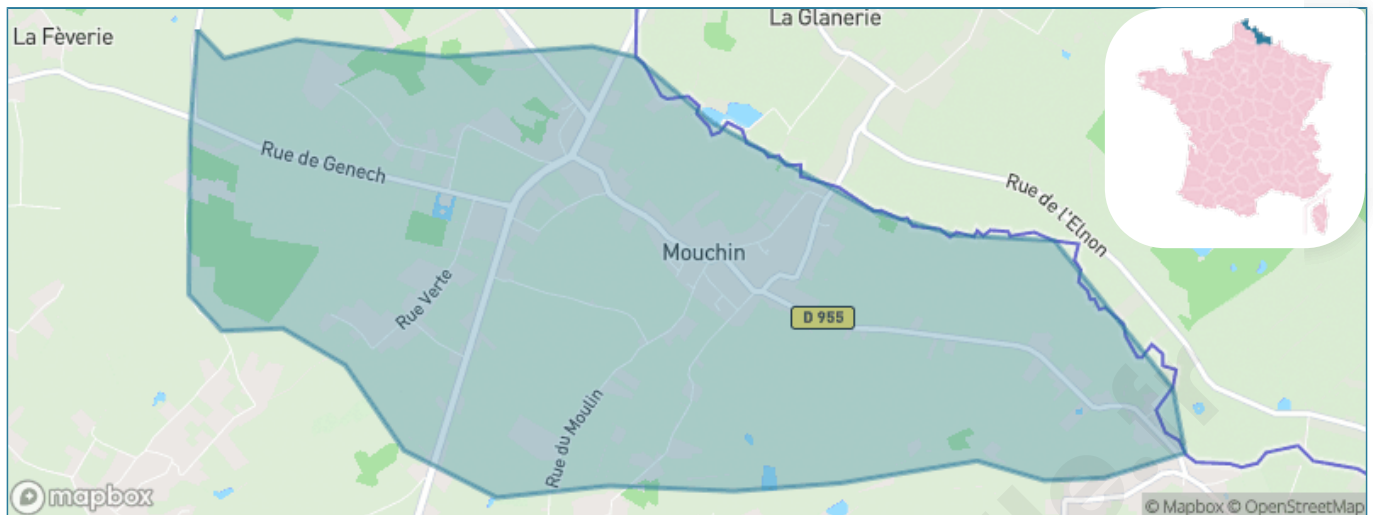 La Glanerie
La Fèverie
Rue de Genech
Rue de l'Elnon
Mouchin
Rue Verte
D 955
Rue du Moulin
mapbox
© Mapbox © OpenStreetMap